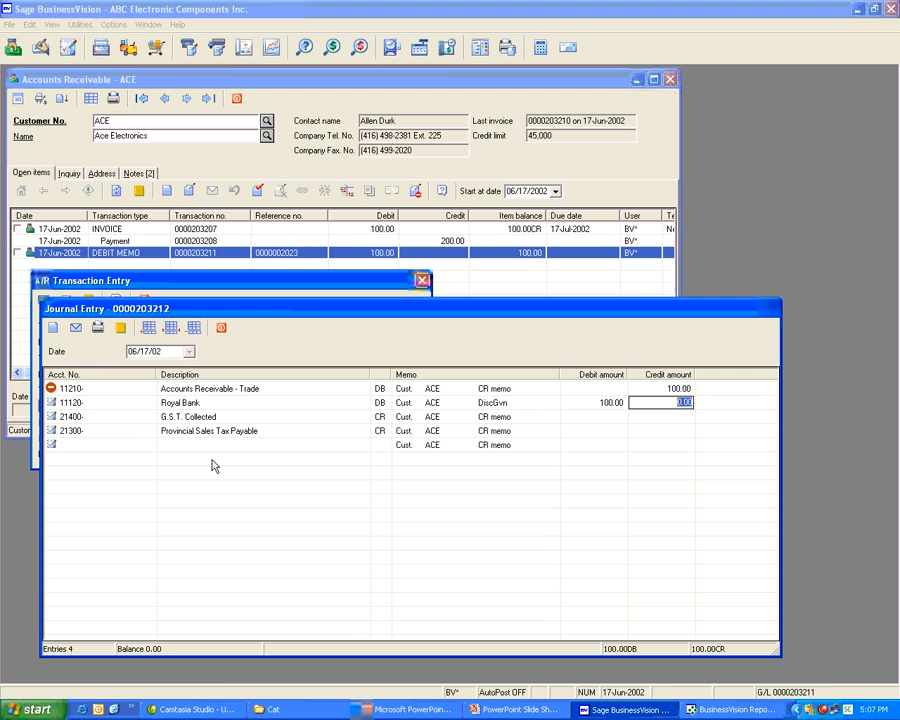 Sage BusinessVision - ABC Electronic Components Inc.
File Edit View Utilities Options Window Help
Accounts Receivable - ACE
Customer No. ACE Contact name Allen Durk Last invoice 0000203210 on 17-Jun-2002
Name Ace Electronics Company Tel. No. (416) 498-2381 Ext. 225 Credit limit 45,000
Company Fax. No. (416) 499-2020
Open items Inquiry Address Notes [2]
Start at date 06/17/2002
Date Transaction type Transaction no. Reference no. Debit Credit Item balance Due date User
17-Jun-2002 INVOICE 0000203207 100.00 100.00CR 17-Jul-2002 BV*
17-Jun-2002 Payment 0000203208 200.00 BV*
17-Jun-2002 DEBIT MEMO 0000203211 0000002023 100.00 100.00 BV*
A/R Transaction Entry
Journal Entry - 0000203212
Date 06/17/02
Acct. No. Description Memo Debit amount Credit amount
11210- Accounts Receivable - Trade DB Cust. ACE CR memo 100.00
11120- Royal Bank DB Cust. ACE DiscGvn 100.00 0.00
21400- G.S.T. Collected CR Cust. ACE CR memo
21300- Provincial Sales Tax Payable CR Cust. ACE CR memo
Cust. ACE CR memo
Date
Custor
Entries 4 Balance 0.00 100.00DB 100.00CR
BV* AutoPost OFF NUM 17-Jun-2002 G/L 0000203211
start Camtasia Studio - U... Cat Microsoft PowerPoin... PowerPoint Slide Sh... Sage BusinessVision ... BusinessVision Repo... SE 5:07 PM